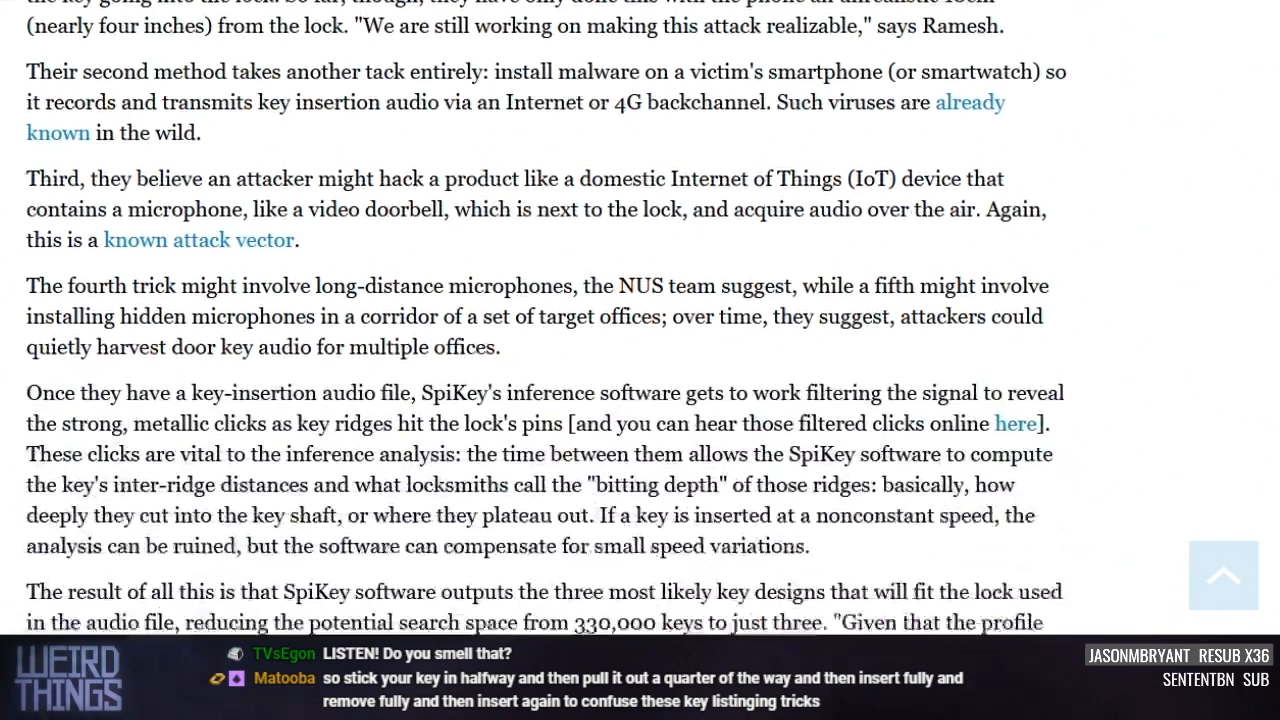 (nearly four inches) from the lock. "We are still working on making this attack realizable," says Ramesh.
Their second method takes another tack entirely: install malware on a victim's smartphone (or smartwatch) so
it records and transmits key insertion audio via an Internet or 4G backchannel. Such viruses are already
known in the wild.
Third, they believe an attacker might hack a product like a domestic Internet of Things (IoT) device that
contains a microphone, like a video doorbell, which is next to the lock, and acquire audio over the air. Again,
this is a known attack vector.
The fourth trick might involve long-distance microphones, the NUS team suggest, while a fifth might involve
installing hidden microphones in a corridor of a set of target offices; over time, they suggest, attackers could
quietly harvest door key audio for multiple offices.
Once they have a key-insertion audio file, SpiKey's inference software gets to work filtering the signal to reveal
the strong, metallic clicks as key ridges hit the lock's pins [and you can hear those filtered clicks online here].
These clicks are vital to the inference analysis: the time between them allows the SpiKey software to compute
the key's inter-ridge distances and what locksmiths call the "bitting depth" of those ridges: basically, how
deeply they cut into the key shaft, or where they plateau out. If a key is inserted at a nonconstant speed, the
analysis can be ruined, but the software can compensate for small speed variations.
The result of all this is that SpiKey software outputs the three most likely key designs that will fit the lock used
in the audio file, reducing the potential search space from 330,000 keys to just three. "Given that the profile
WEIRD
THINGS
TVsEgon LISTEN! Do you smell that?
Matooba so stick your key in halfway and then pull it out a quarter of the way and then insert fully and
remove fully and then insert again to confuse these key listinging tricks
JASONMBRYANT RESUB X36
SENTENTBN SUB